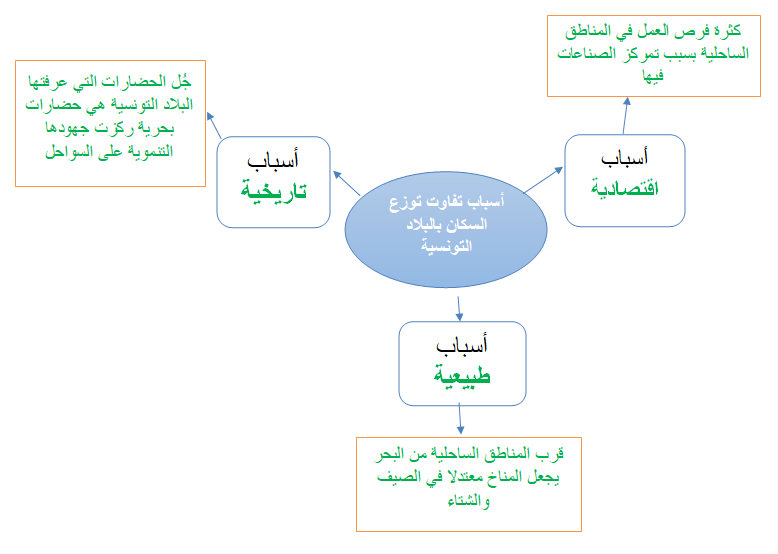 كثرة فرص العمل في المناطق
الساحلية بسبب تمركز الصناعات
فيها
جُل الحضارات التي عرفتها
البلاد التونسية هي حضارات
بحرية ركزت جهودها
التنموية على السواحل
أسباب
اقتصادية
أسباب
تاريخية
أسباب تفاوت توزع
السكان بالبلاد
التونسية
أسباب
طبيعية
قرب المناطق الساحلية من البحر
يجعل المناخ معتدلا في الصيف
والشتاء